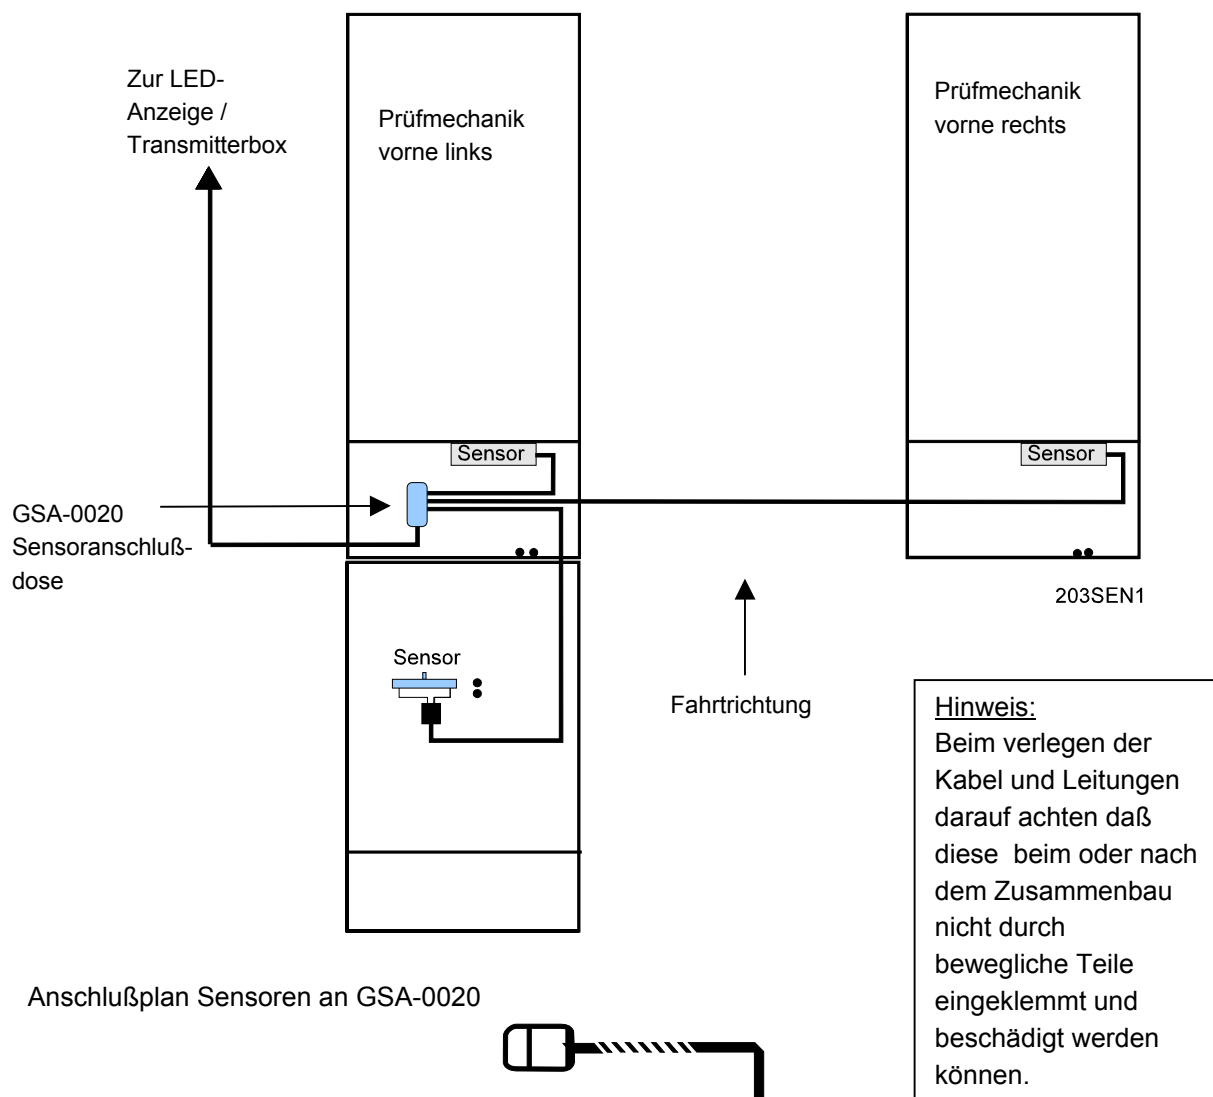 Zur LED-
Anzeige /
Transmitterbox
Prüfmechanik
vorne links
Prüfmechanik
vorne rechts
Sensor
Sensor
GSA-0020
Sensoranschluß-
dose
203SEN1
Sensor
Fahrtrichtung
Hinweis:
Beim verlegen der
Kabel und Leitungen
darauf achten daß
diese  beim oder nach
dem Zusammenbau
nicht durch
bewegliche Teile
eingeklemmt und
beschädigt werden
können.
Anschlußplan Sensoren an GSA-0020